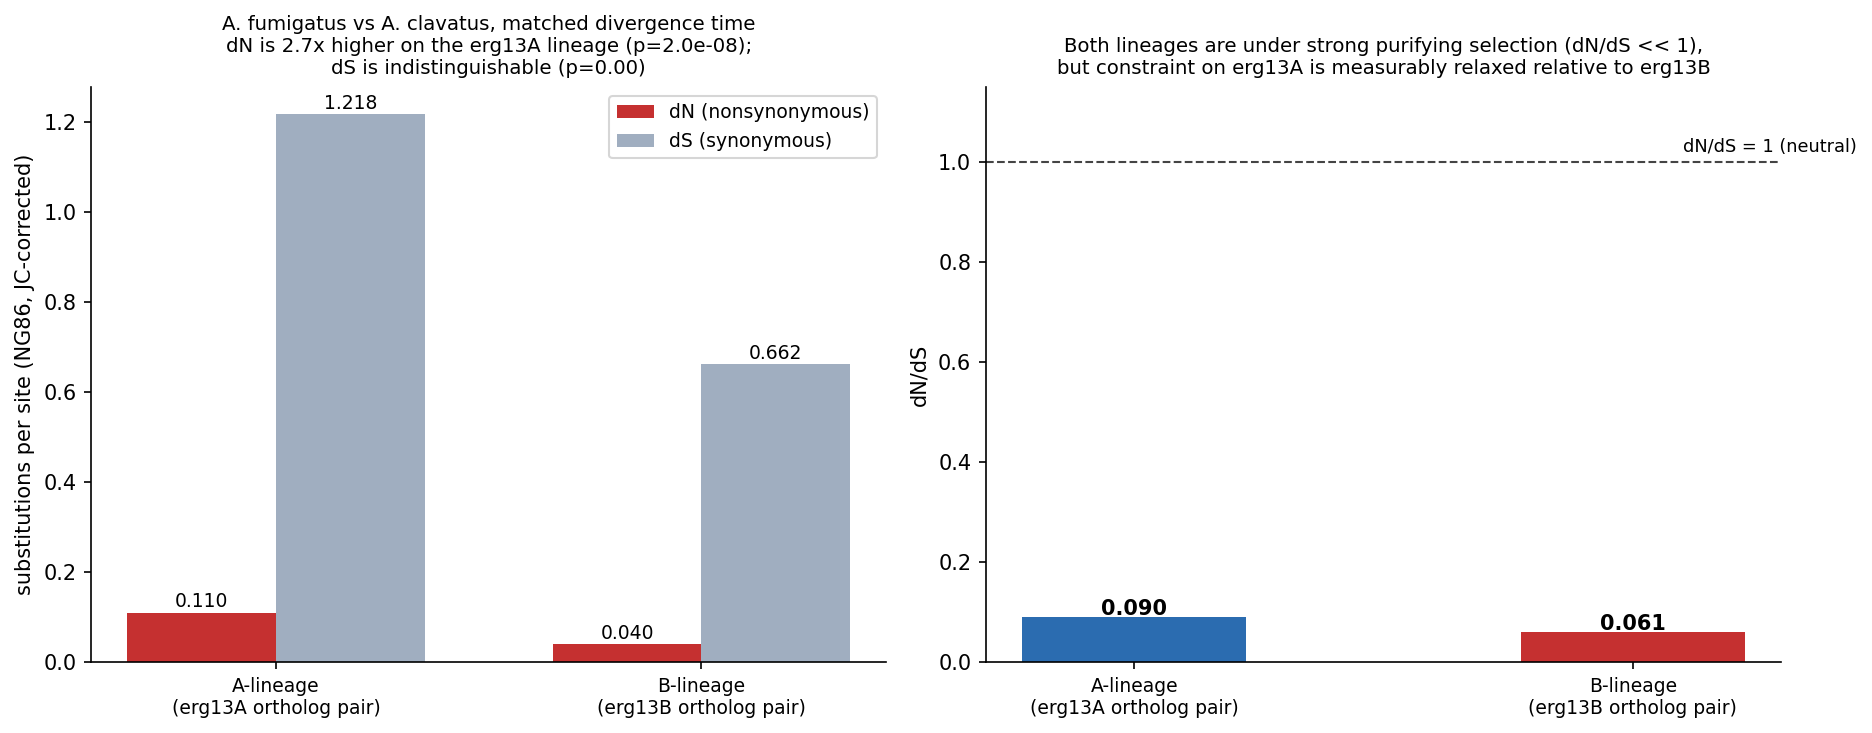 A. fumigatus vs A. clavatus, matched divergence time
dN is 2.7x higher on the erg13A lineage (p=2.0e-08);
dS is indistinguishable (p=0.00)
substitutions per site (NG86, JC-corrected)
1.2
1.0
0.8
0.6
0.4
0.2
0.0
dN (nonsynonymous)
dS (synonymous)
1.218
0.110
0.662
0.040
A-lineage
(erg13A ortholog pair)
B-lineage
(erg13B ortholog pair)
Both lineages are under strong purifying selection (dN/dS << 1),
but constraint on erg13A is measurably relaxed relative to erg13B
dN/dS
1.0
0.8
0.6
0.4
0.2
0.0
dN/dS = 1 (neutral)
0.090
0.061
A-lineage
(erg13A ortholog pair)
B-lineage
(erg13B ortholog pair)